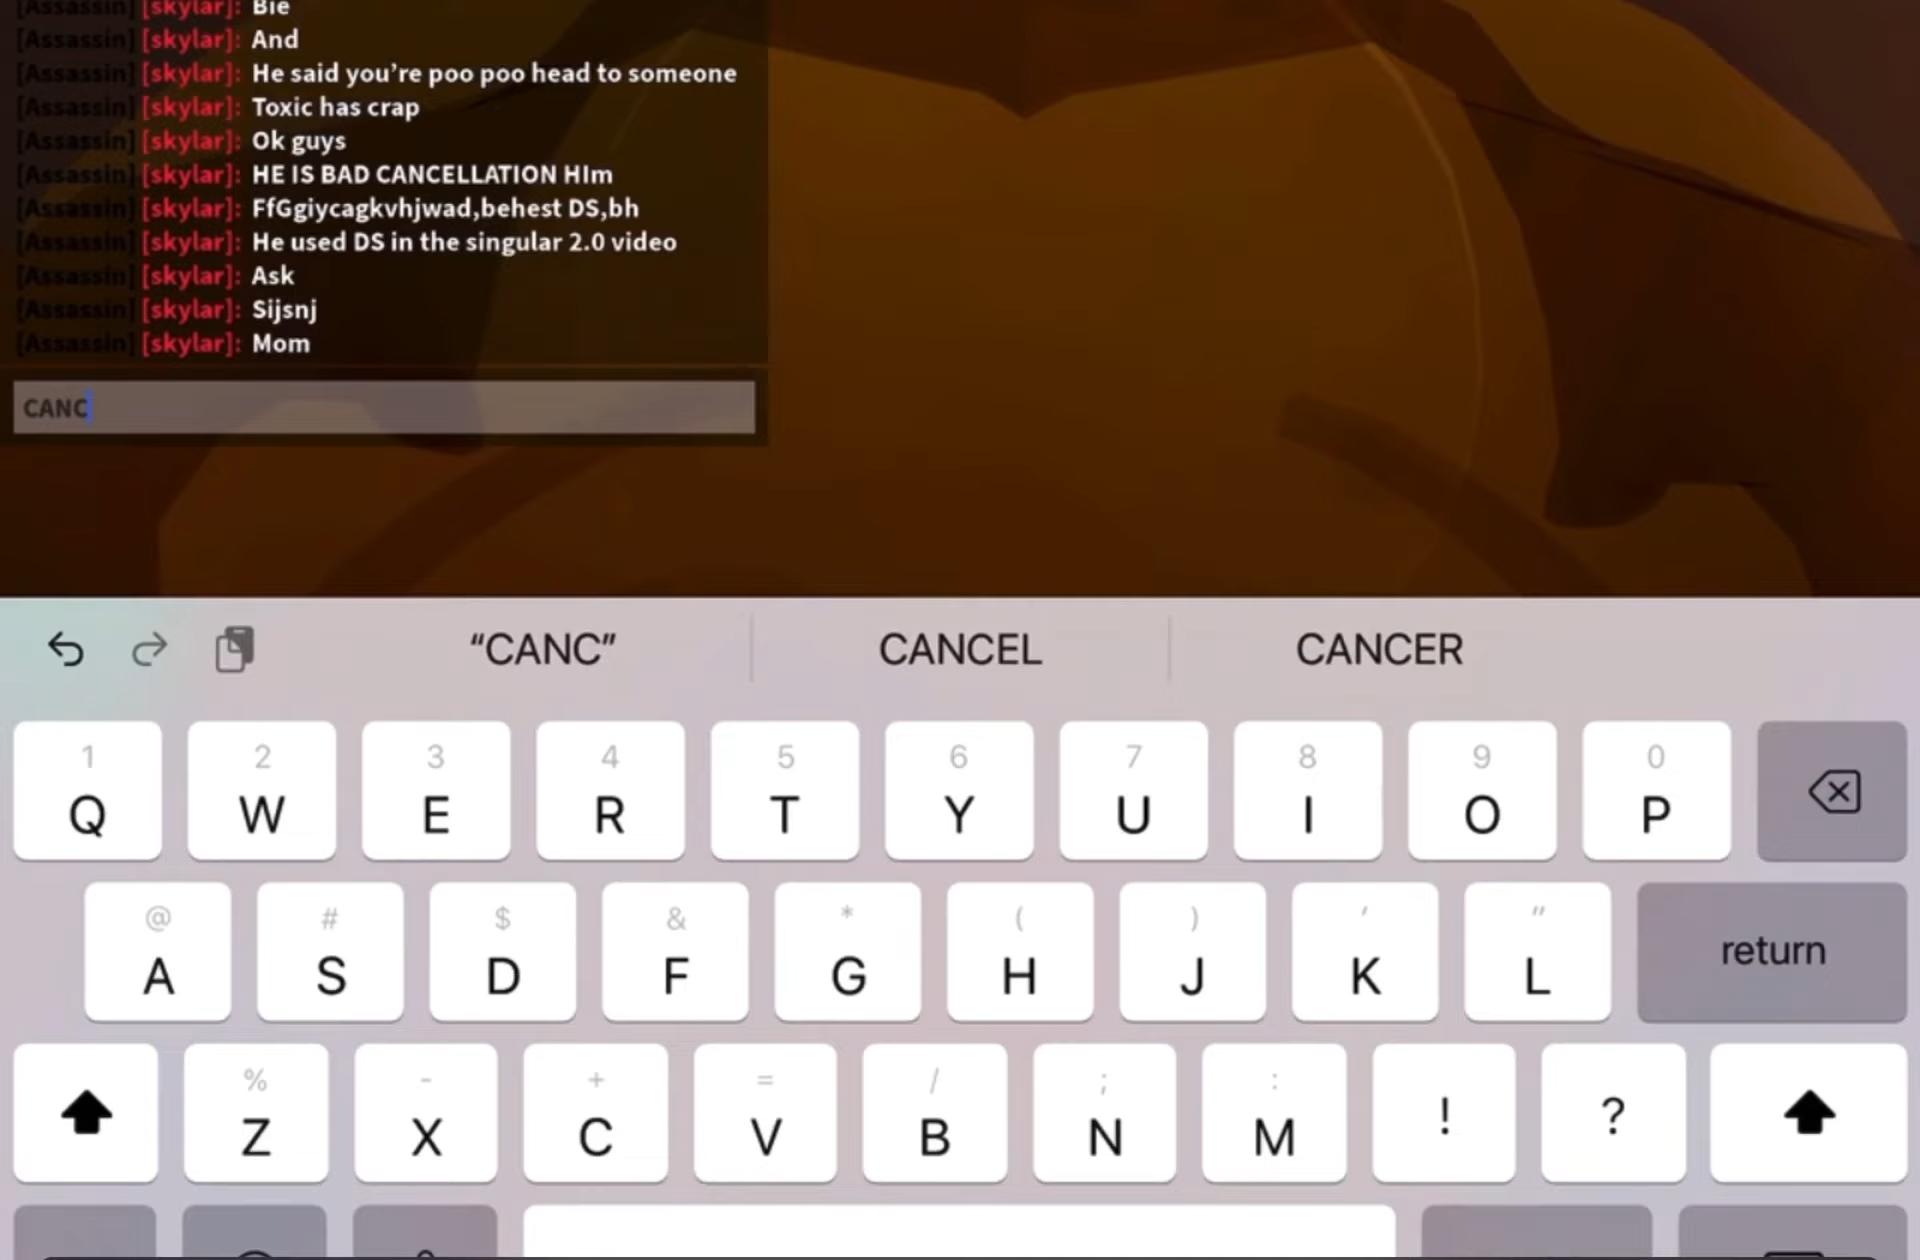 [Assassin] [skylar]: Bie
[Assassin] [skylar]: And
[Assassin] [skylar]: He said you’re poo poo head to someone
[Assassin] [skylar]: Toxic has crap
[Assassin] [skylar]: Ok guys
[Assassin] [skylar]: HE IS BAD CANCELLATION HIm
[Assassin] [skylar]: FfGgiycagkvhjwad,behest DS,bh
[Assassin] [skylar]: He used DS in the singular 2.0 video
[Assassin] [skylar]: Ask
[Assassin] [skylar]: Sijsnj
[Assassin] [skylar]: Mom
CANC
“CANC” CANCEL CANCER
1 2 3 4 5 6 7 8 9 0
Q W E R T Y U I O P
@ # $ & * ( ) ' "
A S D F G H J K L return
% - + = / ; :
Z X C V B N M ! ?